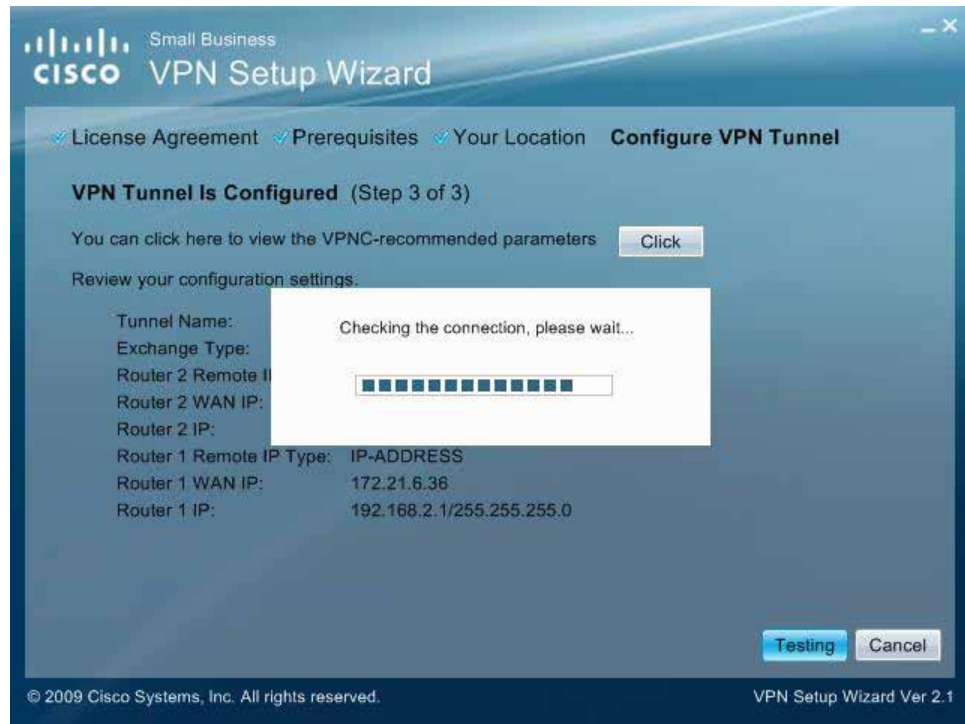 Small Business
CISCO VPN Setup Wizard
License Agreement Prerequisites Your Location Configure VPN Tunnel
VPN Tunnel Is Configured (Step 3 of 3)
You can click here to view the VPNC-recommended parameters Click
Review your configuration settings.
Checking the connection, please wait...
Tunnel Name:
Exchange Type:
Router 2 Remote
Router 2 WAN IP:
Router 2 IP:
Router 1 Remote IP Type: IP-ADDRESS
Router 1 WAN IP: 172.21.6.36
Router 1 IP: 192.168.2.1/255.255.255.0
Testing Cancel
© 2009 Cisco Systems, Inc. All rights reserved. VPN Setup Wizard Ver 2.1